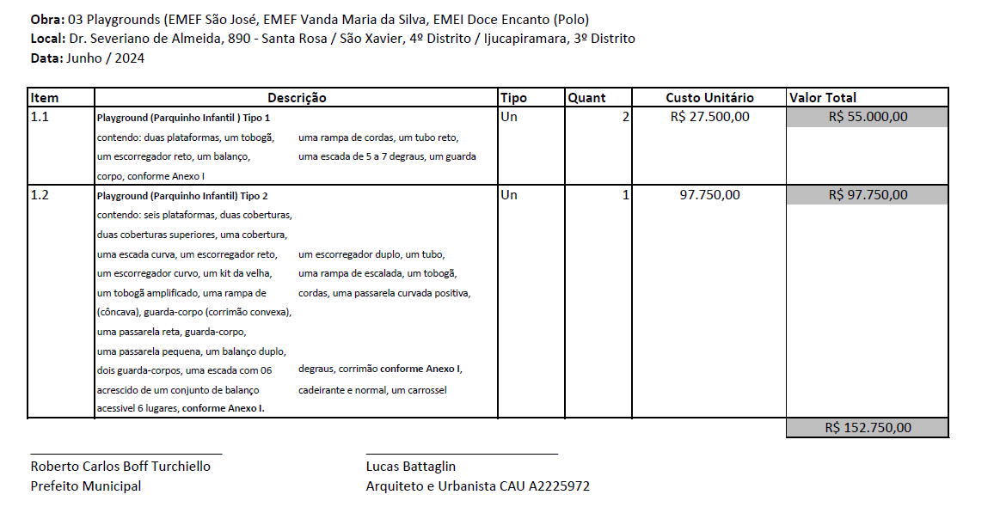 Obra: 03 Playgrounds (EMEF São José, EMEF Vanda Maria da Silva, EMEI Doce Encanto (Polo)
Local: Dr. Severiano de Almeida, 890 - Santa Rosa / São Xavier, 4º Distrito / Ijucapiramara, 3º Distrito
Data: Junho / 2024
Item Descrição Tipo Quant Custo Unitário Valor Total
1.1 Playground (Parquinho Infantil ) Tipo 1 Un 2 R$ 27.500,00 R$ 55.000,00
contendo: duas plataformas, um tobogã, uma rampa de cordas, um tubo reto,
um escorregador reto, um balanço, uma escada de 5 a 7 degraus, um guarda
corpo, conforme Anexo I
1.2 Playground (Parquinho Infantil) Tipo 2 Un 1 97.750,00 R$ 97.750,00
contendo: seis plataformas, duas coberturas,
duas coberturas superiores, uma cobertura,
uma escada curva, um escorregador reto, um escorregador duplo, um tubo,
um escorregador curvo, um kit da velha, uma rampa de escalada, um tobogã,
um tobogã amplificado, uma rampa de cordas, uma passarela curvada positiva,
(côncava), guarda-corpo (corrimão convexa),
uma passarela reta, guarda-corpo,
uma passarela pequena, um balanço duplo,
dois guarda-corpos, uma escada com 06 degraus, corrimão conforme Anexo I,
acrescido de um conjunto de balanço cadeirante e normal, um carrossel
acessivel 6 lugares, conforme Anexo I.
R$ 152.750,00
Roberto Carlos Boff Turchiello Lucas Battaglin
Prefeito Municipal Arquiteto e Urbanista CAU A2225972